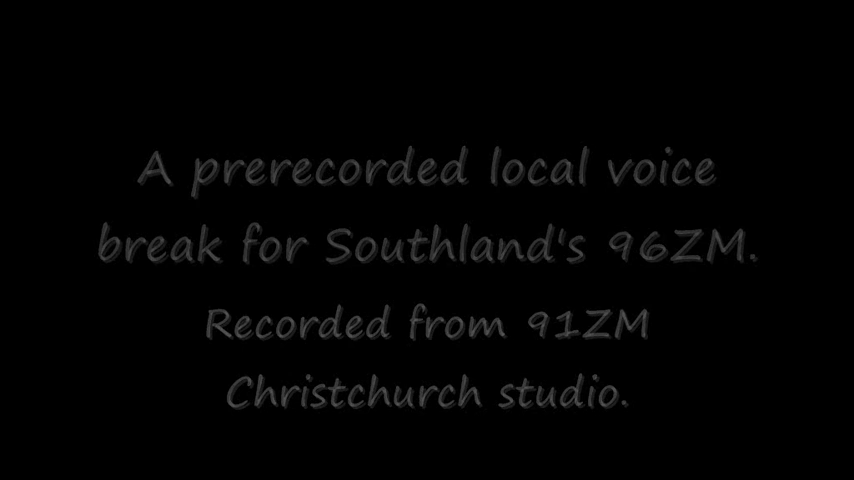 A prerecorded local voice
break for Southland's 96ZM.
Recorded from 91ZM
Christchurch studio.